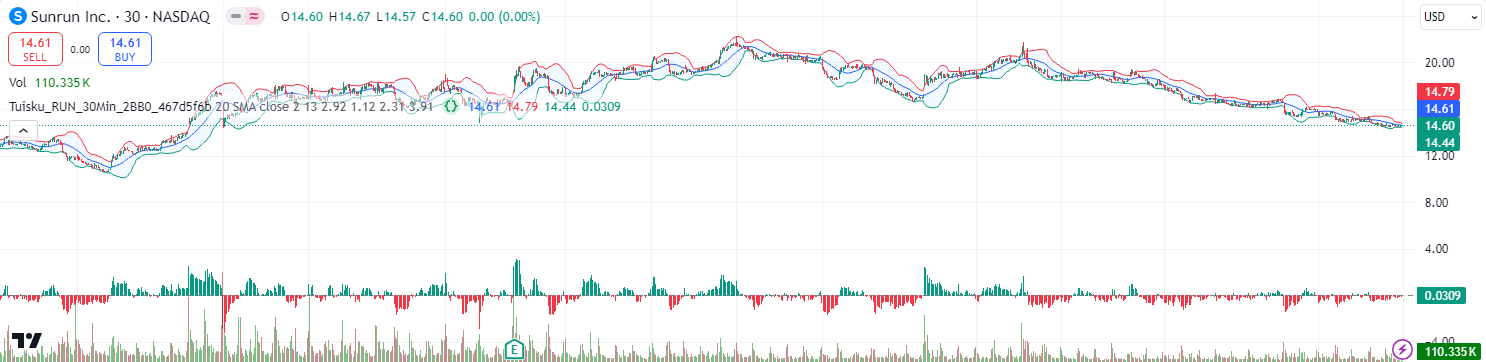 S Sunrun Inc. · 30 · NASDAQ O14.60 H14.67 L14.57 C14.60 0.00 (0.00%)
USD
14.61 SELL
0.00
14.61 BUY
Vol 110.335 K
Tuisku_RUN_30Min_2BB0_467d5f6b 20 SMA close 2 13 2.92 1.12 2.31 3.91 {} 14.61 14.79 14.44 0.0309
20.00
14.79
14.61
14.60
14.44
12.00
8.00
4.00
0.0309
-4.00
110.335 K
E